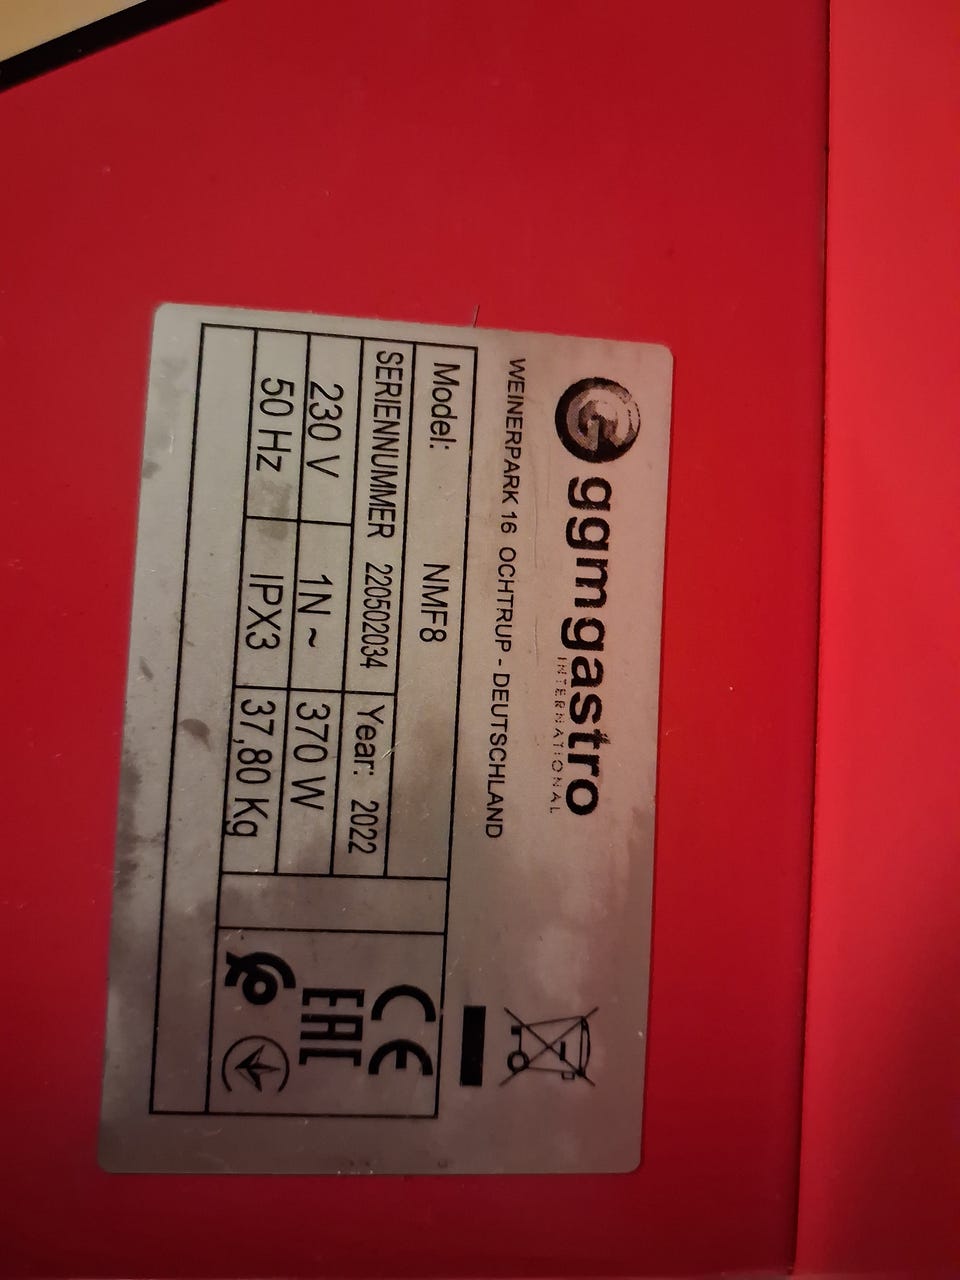 ggmgastro
INTERNATIONAL
WEINERPARK 16 OCHTRUP - DEUTSCHLAND
Model: NMF8
SERIENNUMMER 220502034 Year: 2022
230 V 1N ~ 370 W
50 Hz IPX3 37,80 Kg
CE
EAC